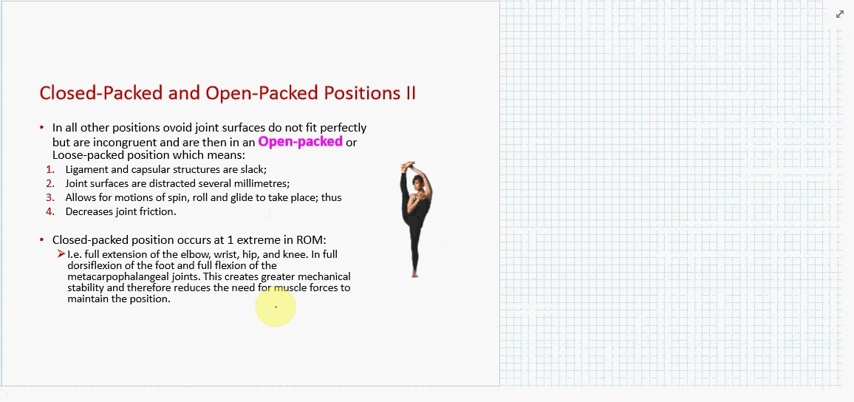 Closed-Packed and Open-Packed Positions II
• In all other positions ovoid joint surfaces do not fit perfectly
but are incongruent and are then in an Open-packed or
Loose-packed position which means:
1. Ligament and capsular structures are slack;
2. Joint surfaces are distracted several millimetres;
3. Allows for motions of spin, roll and glide to take place; thus
4. Decreases joint friction.
• Closed-packed position occurs at 1 extreme in ROM:
➢ I.e. full extension of the elbow, wrist, hip, and knee. In full
dorsiflexion of the foot and full flexion of the
metacarpophalangeal joints. This creates greater mechanical
stability and therefore reduces the need for muscle forces to
maintain the position.